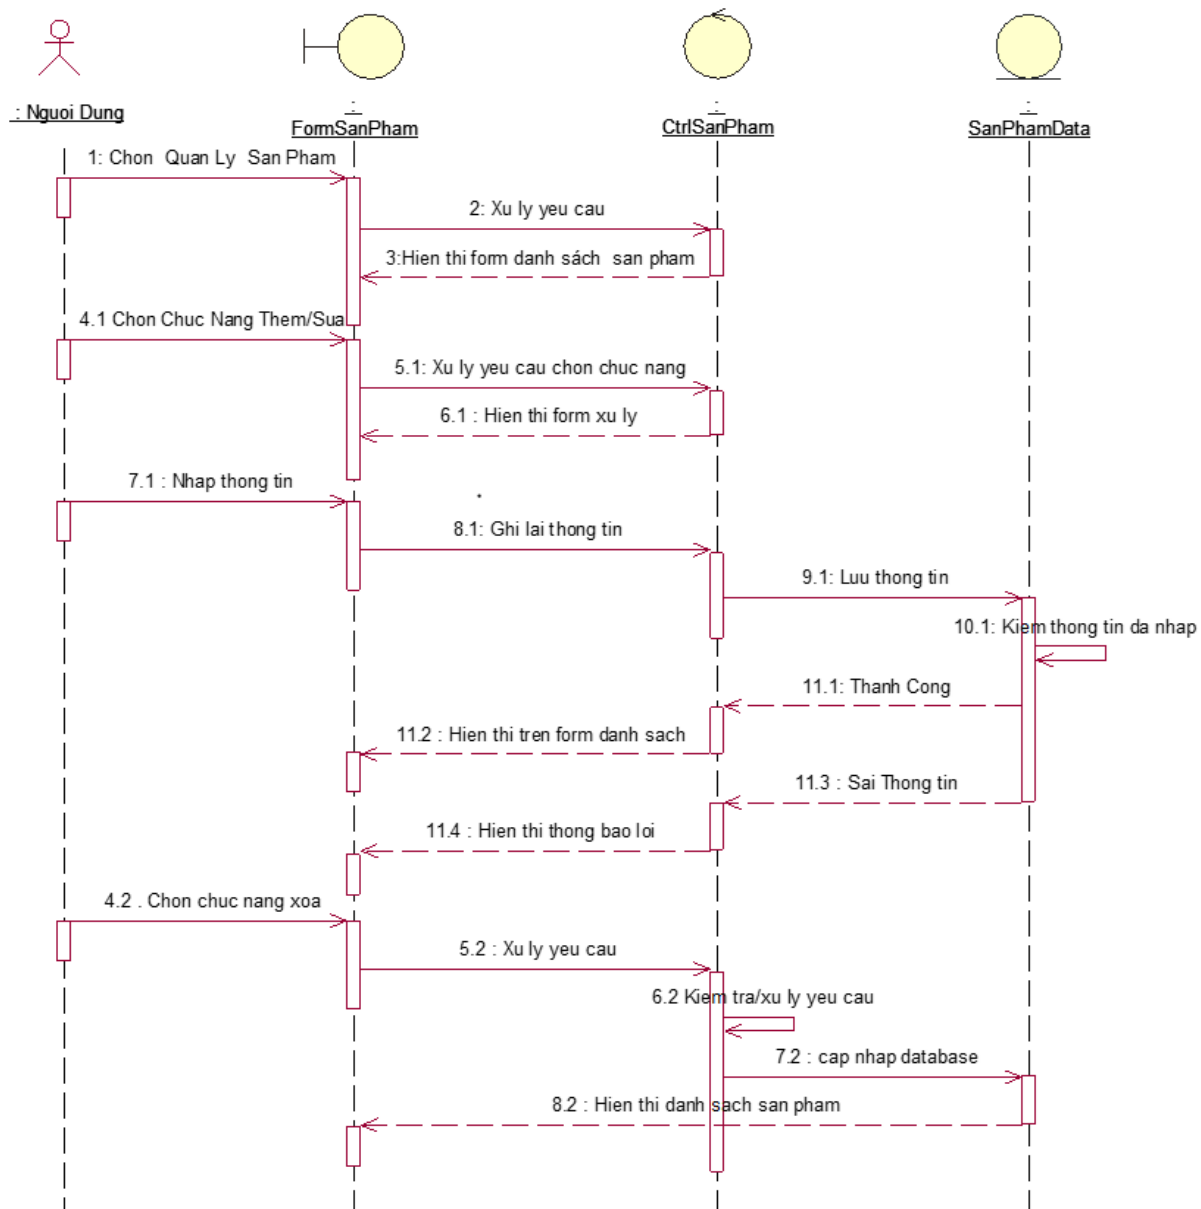 : Nguoi Dung
:
FormSanPham
:
CtrlSanPham
:
SanPhamData
1: Chon Quan Ly San Pham
2: Xu ly yeu cau
3:Hien thi form danh sách san pham
4.1 Chon Chuc Nang Them/Sua
5.1: Xu ly yeu cau chon chuc nang
6.1 : Hien thi form xu ly
7.1 : Nhap thong tin
8.1: Ghi lai thong tin
9.1: Luu thong tin
10.1: Kiem thong tin da nhap
11.1: Thanh Cong
11.2 : Hien thi tren form danh sach
11.3 : Sai Thong tin
11.4 : Hien thi thong bao loi
4.2 . Chon chuc nang xoa
5.2 : Xu ly yeu cau
6.2 Kiem tra/xu ly yeu cau
7.2 : cap nhap database
8.2 : Hien thi danh sach san pham